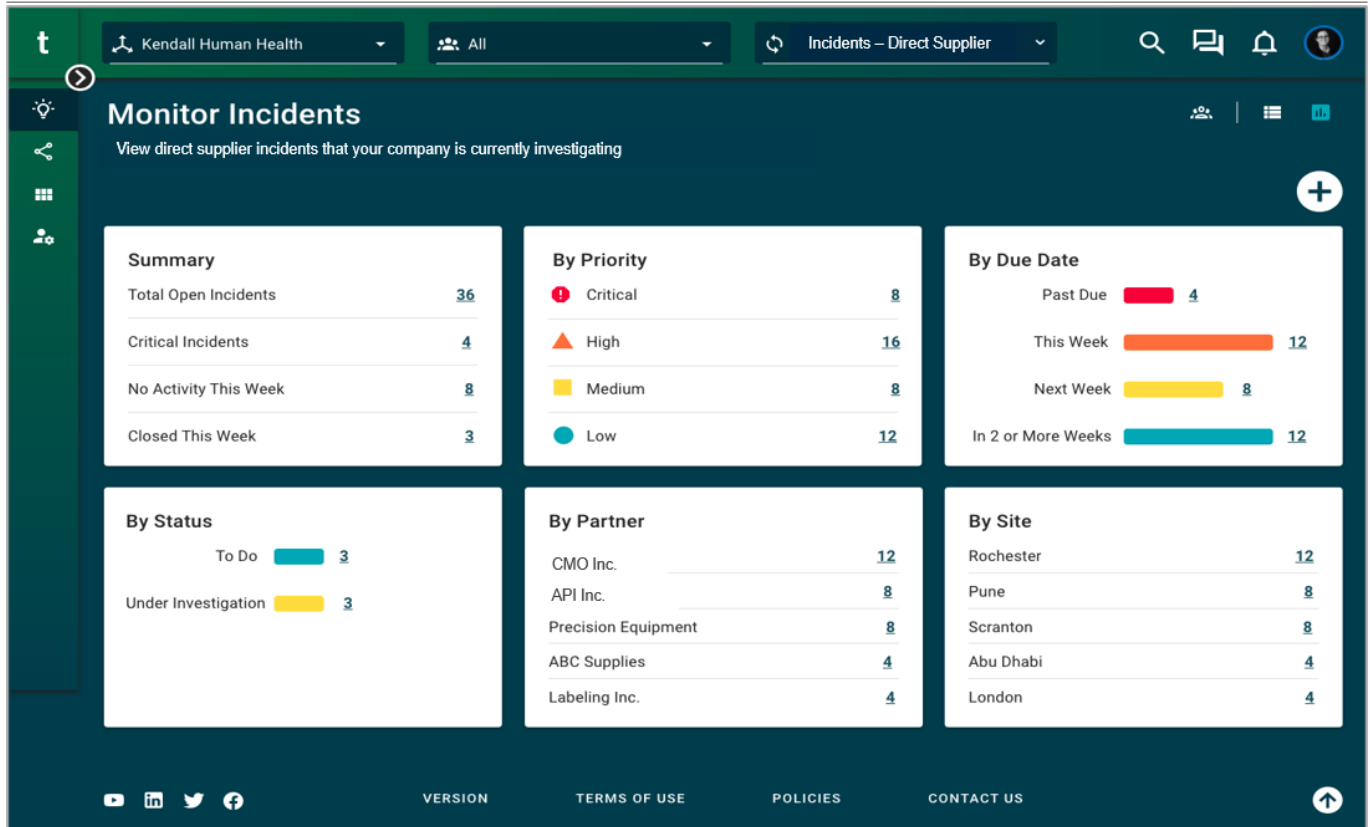 t
Kendall Human Health
All
Incidents – Direct Supplier
Monitor Incidents
View direct supplier incidents that your company is currently investigating
Summary
Total Open Incidents 36
Critical Incidents 4
No Activity This Week 8
Closed This Week 3
By Priority
Critical 8
High 16
Medium 8
Low 12
By Due Date
Past Due 4
This Week 12
Next Week 8
In 2 or More Weeks 12
By Status
To Do 3
Under Investigation 3
By Partner
CMO Inc. 12
API Inc. 8
Precision Equipment 8
ABC Supplies 4
Labeling Inc. 4
By Site
Rochester 12
Pune 8
Scranton 8
Abu Dhabi 4
London 4
VERSION TERMS OF USE POLICIES CONTACT US